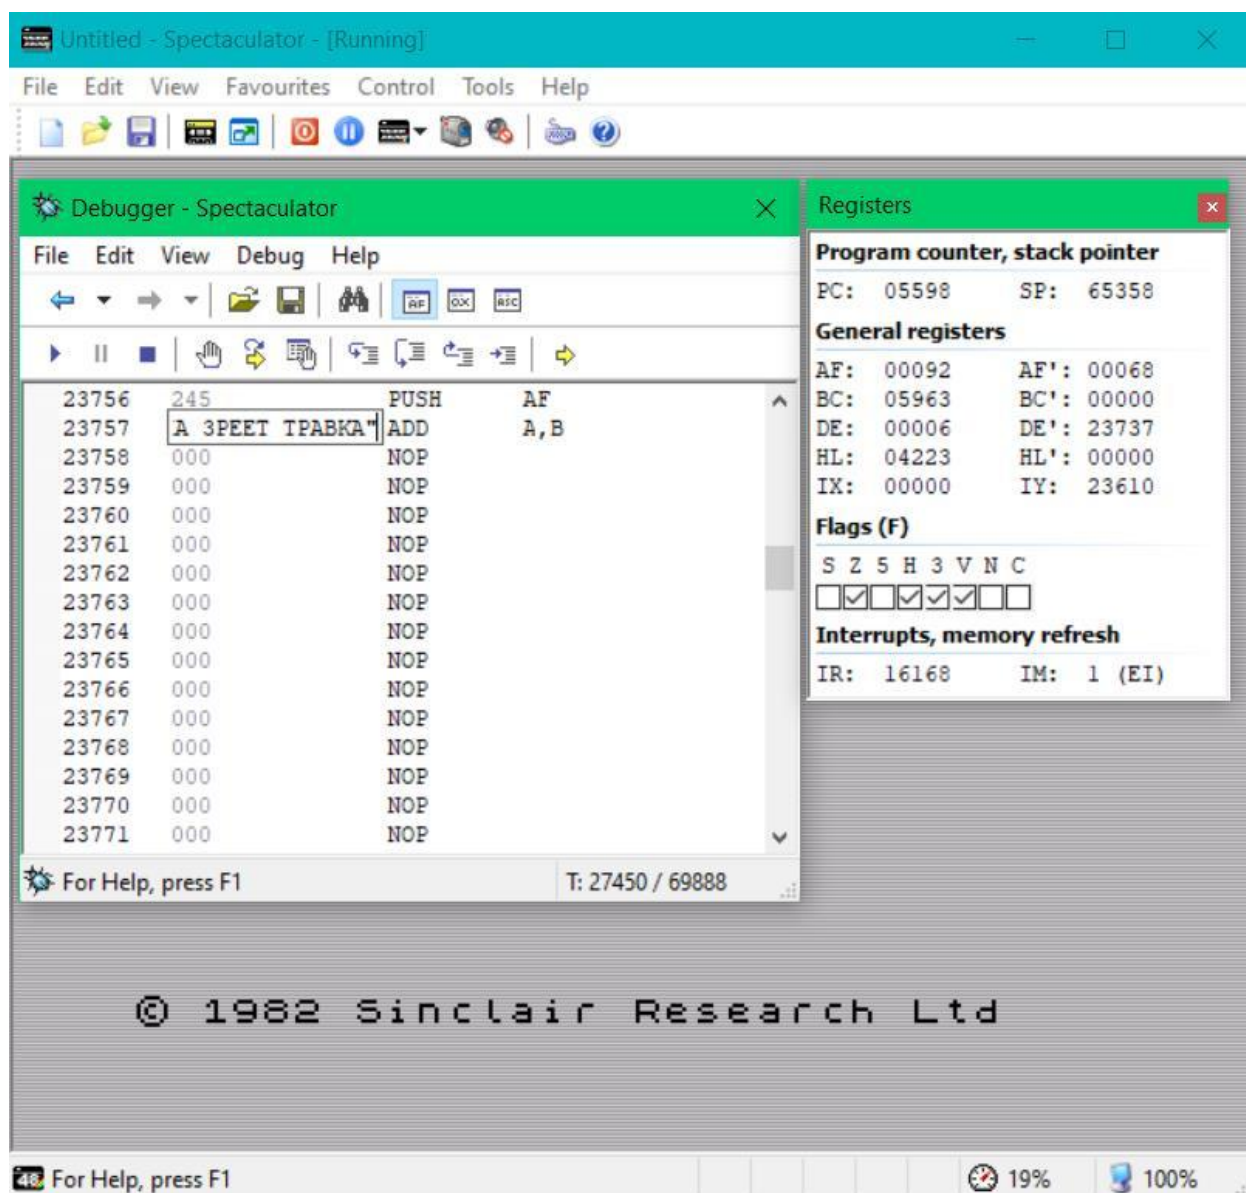 Untitled - Spectaculator - [Running]
File Edit View Favourites Control Tools Help
Debugger - Spectaculator
File Edit View Debug Help
23756 245 PUSH AF
23757 А ЗРЕЕТ ТРАВКА" ADD A,B
23758 000 NOP
23759 000 NOP
23760 000 NOP
23761 000 NOP
23762 000 NOP
23763 000 NOP
23764 000 NOP
23765 000 NOP
23766 000 NOP
23767 000 NOP
23768 000 NOP
23769 000 NOP
23770 000 NOP
23771 000 NOP
For Help, press F1 T: 27450 / 69888
Registers
Program counter, stack pointer
PC: 05598 SP: 65358
General registers
AF: 00092 AF': 00068
BC: 05963 BC': 00000
DE: 00006 DE': 23737
HL: 04223 HL': 00000
IX: 00000 IY: 23610
Flags (F)
S Z 5 H 3 V N C
Interrupts, memory refresh
IR: 16168 IM: 1 (EI)
© 1982 Sinclair Research Ltd
For Help, press F1 19% 100%